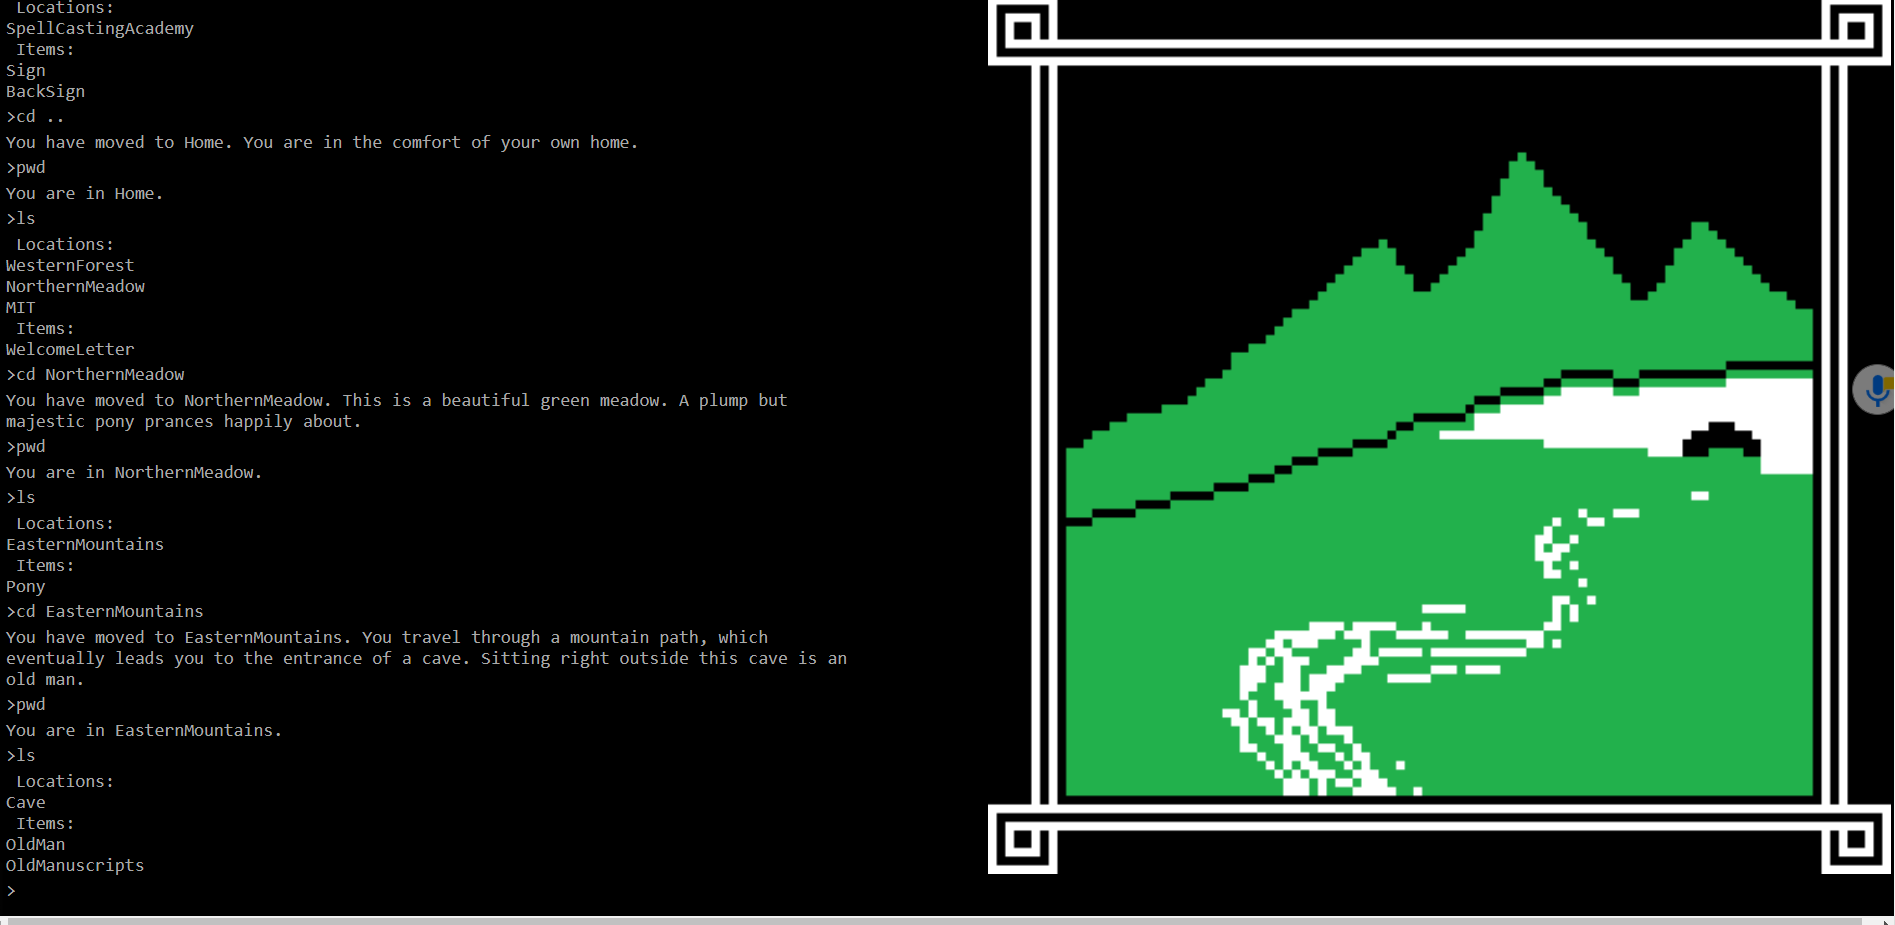 Locations:
SpellCastingAcademy
Items:
Sign
BackSign
>cd ..
You have moved to Home. You are in the comfort of your own home.
>pwd
You are in Home.
>ls
Locations:
WesternForest
NorthernMeadow
MIT
Items:
WelcomeLetter
>cd NorthernMeadow
You have moved to NorthernMeadow. This is a beautiful green meadow. A plump but
majestic pony prances happily about.
>pwd
You are in NorthernMeadow.
>ls
Locations:
EasternMountains
Items:
Pony
>cd EasternMountains
You have moved to EasternMountains. You travel through a mountain path, which
eventually leads you to the entrance of a cave. Sitting right outside this cave is an
old man.
>pwd
You are in EasternMountains.
>ls
Locations:
Cave
Items:
OldMan
OldManuscripts
>